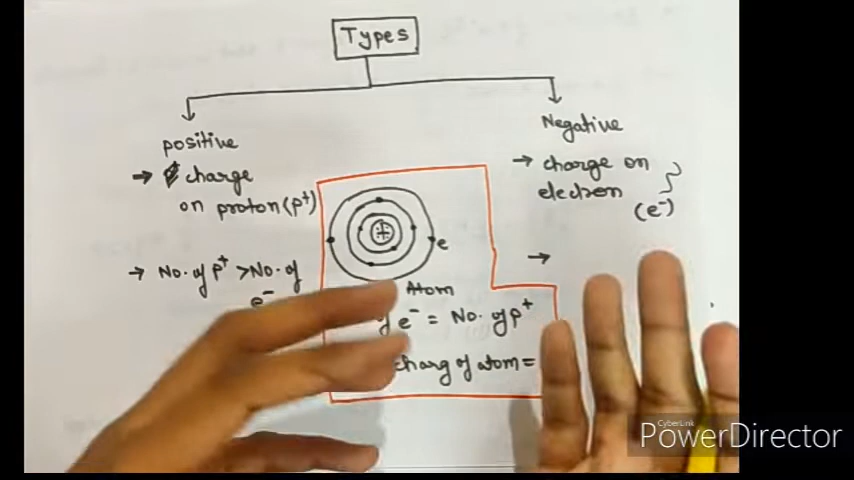 Types
positive
→ charge
on proton (p⁺)
→ No. of p⁺ > No. of
e⁻
Negative
→ charge on
electron
(e⁻)
→
+
e
Atom
e⁻ = No. of p⁺
charg of atom =
CyberLink
PowerDirector